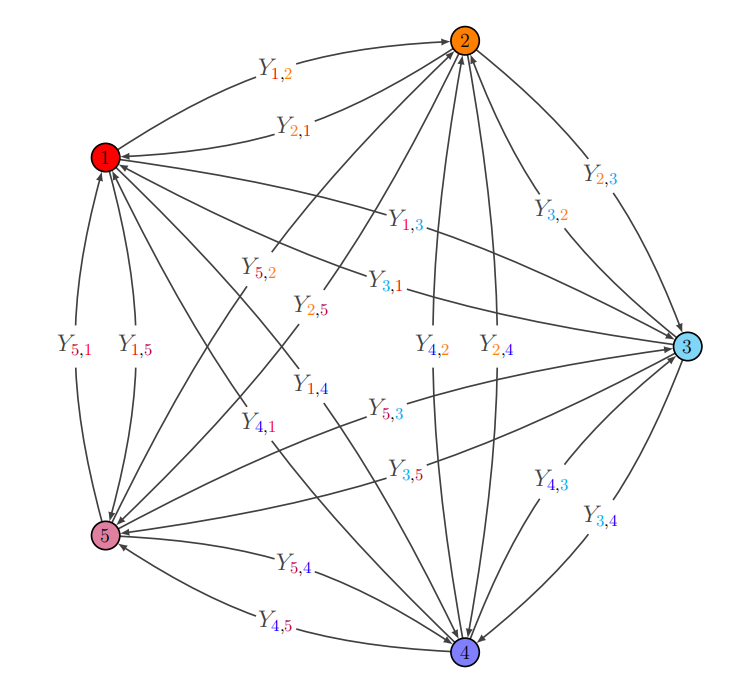 2
Y_{1,2}
Y_{2,1}
1
Y_{2,3}
Y_{3,2}
Y_{1,3}
Y_{5,2}
Y_{3,1}
Y_{2,5}
Y_{5,1} Y_{1,5} Y_{4,2} Y_{2,4} 3
Y_{1,4}
Y_{5,3}
Y_{4,1}
Y_{3,5}
Y_{4,3}
Y_{3,4}
5
Y_{5,4}
Y_{4,5}
4